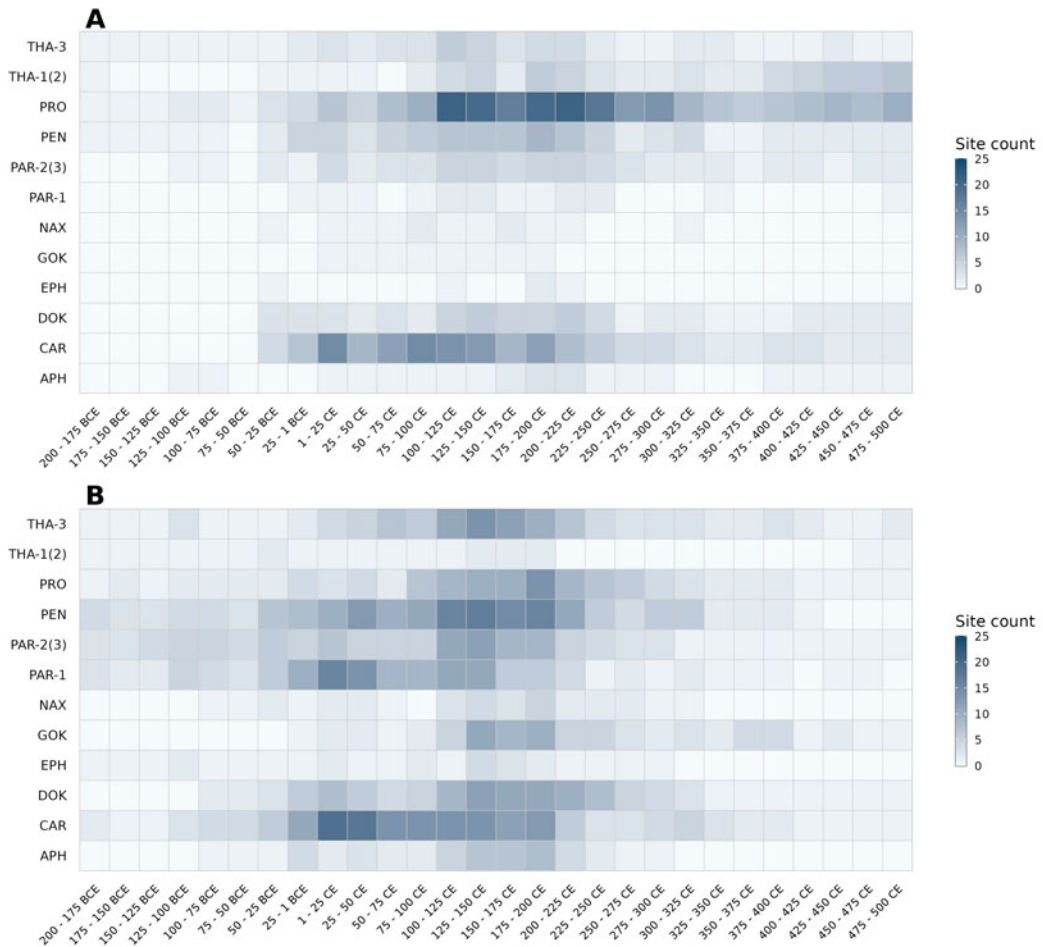 A
THA-3
THA-1(2)
PRO
PEN
PAR-2(3)
PAR-1
NAX
GOK
EPH
DOK
CAR
APH
200 - 175 BCE
175 - 150 BCE
150 - 125 BCE
125 - 100 BCE
100 - 75 BCE
75 - 50 BCE
50 - 25 BCE
25 - 1 BCE
1 - 25 CE
25 - 50 CE
50 - 75 CE
75 - 100 CE
100 - 125 CE
125 - 150 CE
150 - 175 CE
175 - 200 CE
200 - 225 CE
225 - 250 CE
250 - 275 CE
275 - 300 CE
300 - 325 CE
325 - 350 CE
350 - 375 CE
375 - 400 CE
400 - 425 CE
425 - 450 CE
450 - 475 CE
475 - 500 CE
Site count
25
20
15
10
5
0
B
THA-3
THA-1(2)
PRO
PEN
PAR-2(3)
PAR-1
NAX
GOK
EPH
DOK
CAR
APH
200 - 175 BCE
175 - 150 BCE
150 - 125 BCE
125 - 100 BCE
100 - 75 BCE
75 - 50 BCE
50 - 25 BCE
25 - 1 BCE
1 - 25 CE
25 - 50 CE
50 - 75 CE
75 - 100 CE
100 - 125 CE
125 - 150 CE
150 - 175 CE
175 - 200 CE
200 - 225 CE
225 - 250 CE
250 - 275 CE
275 - 300 CE
300 - 325 CE
325 - 350 CE
350 - 375 CE
375 - 400 CE
400 - 425 CE
425 - 450 CE
450 - 475 CE
475 - 500 CE
Site count
25
20
15
10
5
0